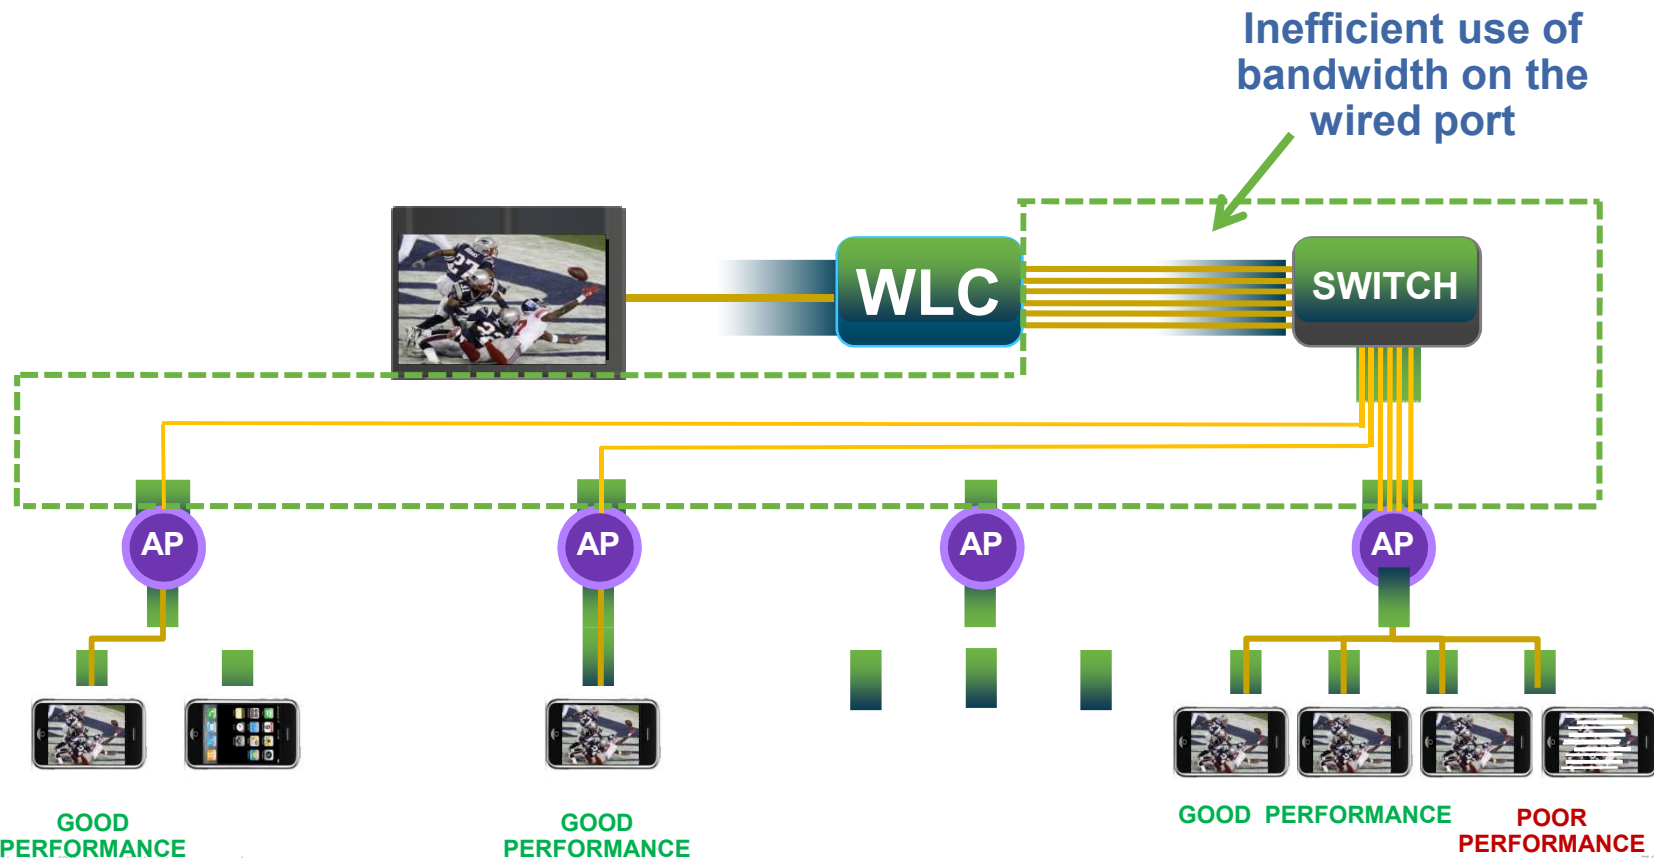 Inefficient use of
bandwidth on the
wired port
WLC
SWITCH
AP
AP
AP
AP
GOOD
PERFORMANCE
GOOD
PERFORMANCE
GOOD PERFORMANCE
POOR
PERFORMANCE